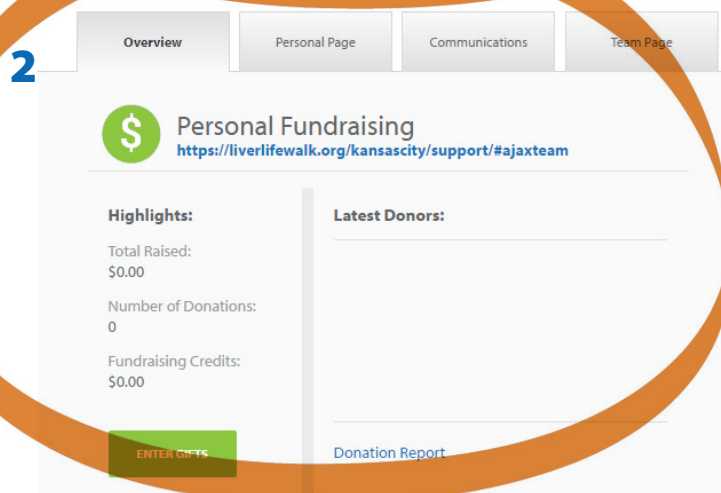 Overview
Personal Page
Communications
Team Page
2
$
Personal Fundraising
https://liverlifewalk.org/kansascity/support/#ajaxteam
Highlights:
Total Raised:
$0.00
Number of Donations:
0
Fundraising Credits:
$0.00
ENTER GIFTS
Latest Donors:
Donation Report